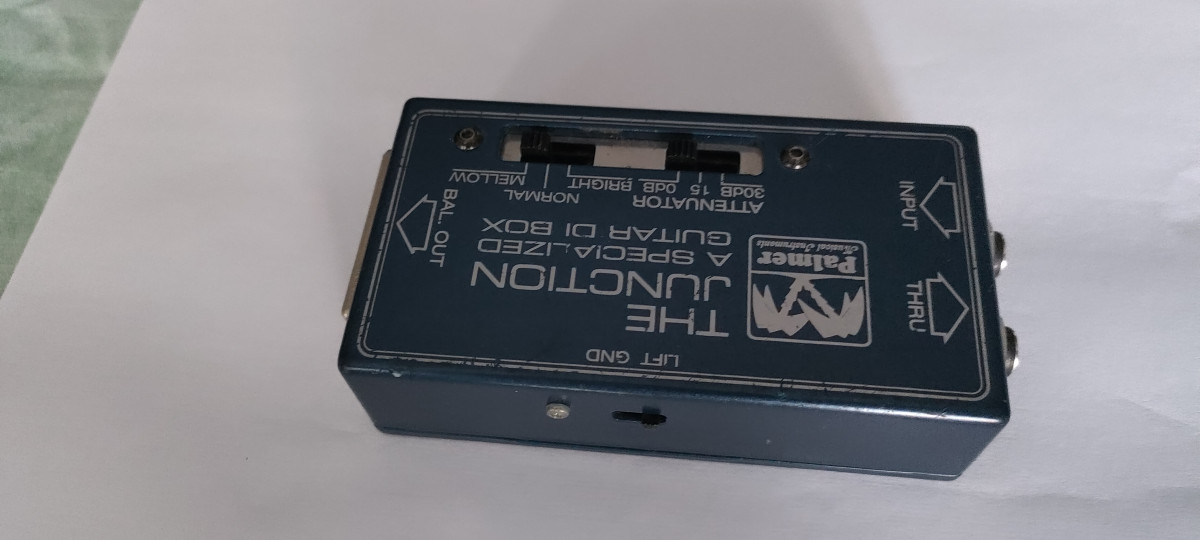 LIFT GND
THE
JUNCTION
A SPECIALIZED
GUITAR DI BOX
Palmer
Musical Instruments
THRU
INPUT
BAL. OUT
ATTENUATOR
30dB 15 0dB
NORMAL
BRIGHT
MELLOW